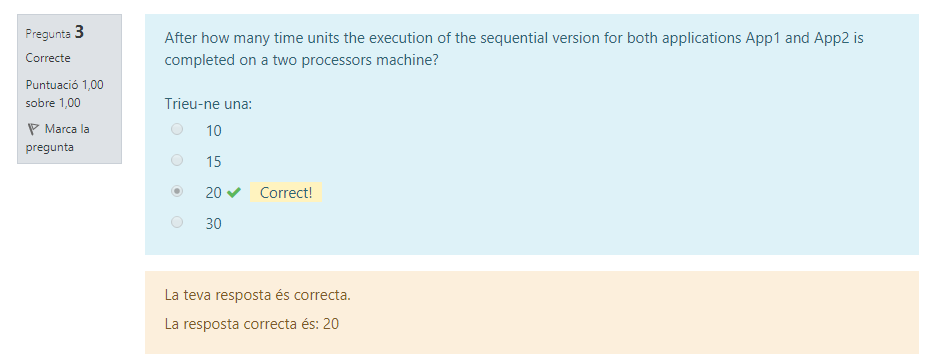 Pregunta 3
Correcte
Puntuació 1,00
sobre 1,00
Marca la
pregunta
After how many time units the execution of the sequential version for both applications App1 and App2 is
completed on a two processors machine?
Trieu-ne una:
10
15
20 Correct!
30
La teva resposta és correcta.
La resposta correcta és: 20